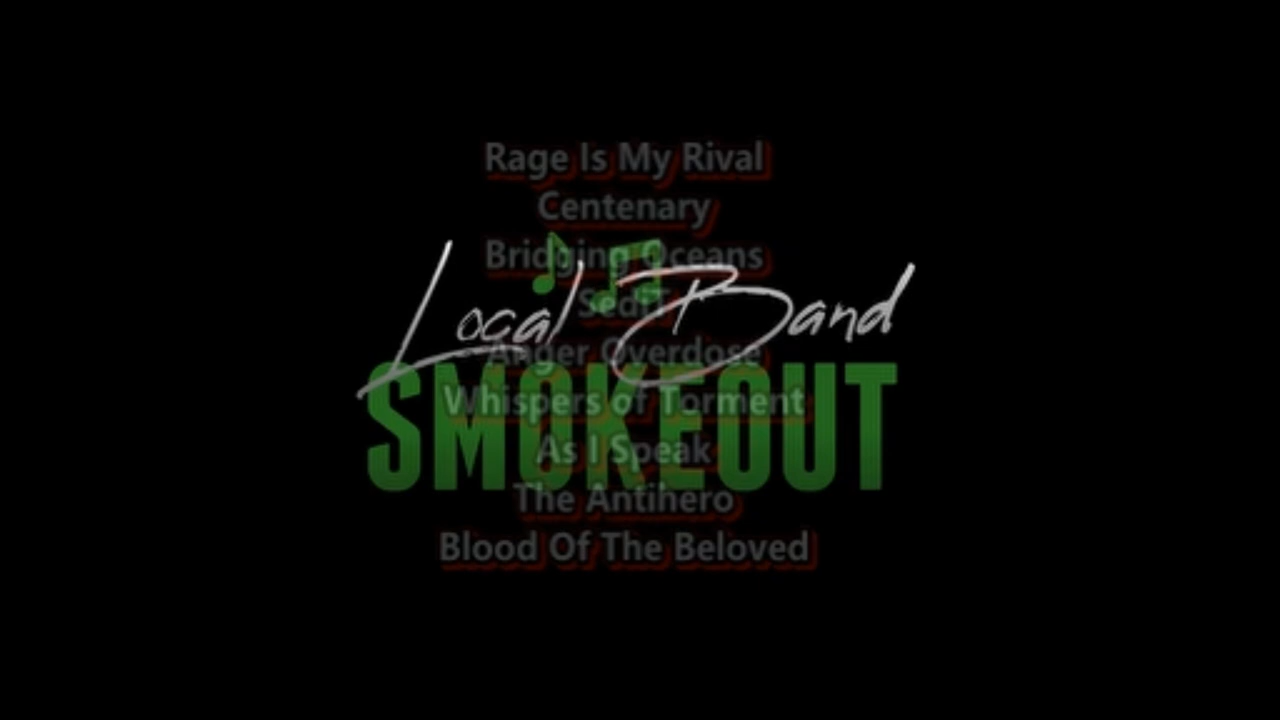 Rage Is My Rival
Centenary
Bridging Oceans
SedIT
Anger Overdose
Whispers of Torment
As I Speak
The Antihero
Blood Of The Beloved
Local Band
SMOKEOUT